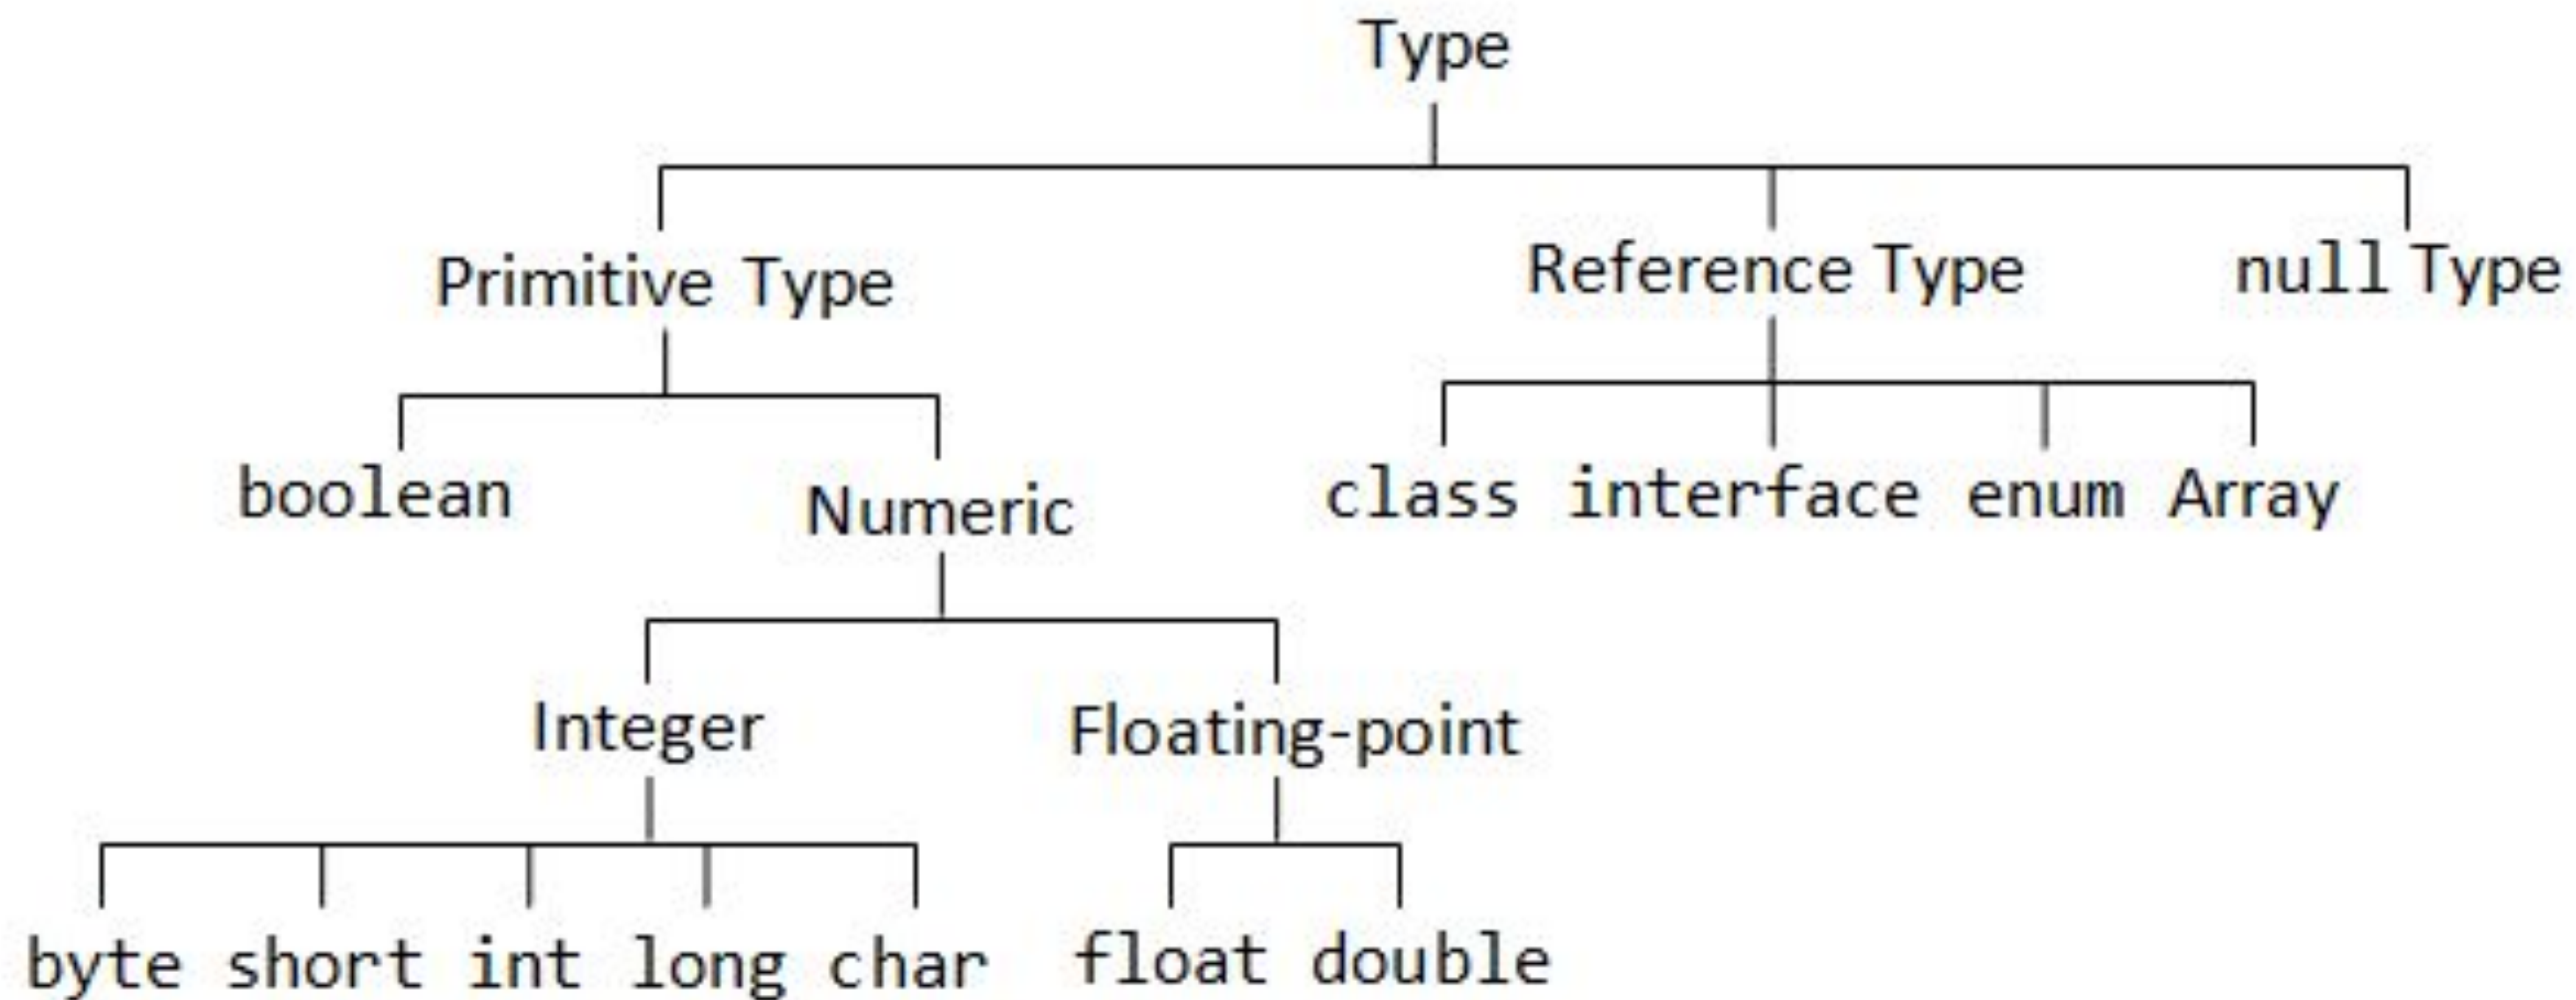 Type
Primitive Type Reference Type null Type
boolean Numeric class interface enum Array
Integer Floating-point
byte short int long char float double